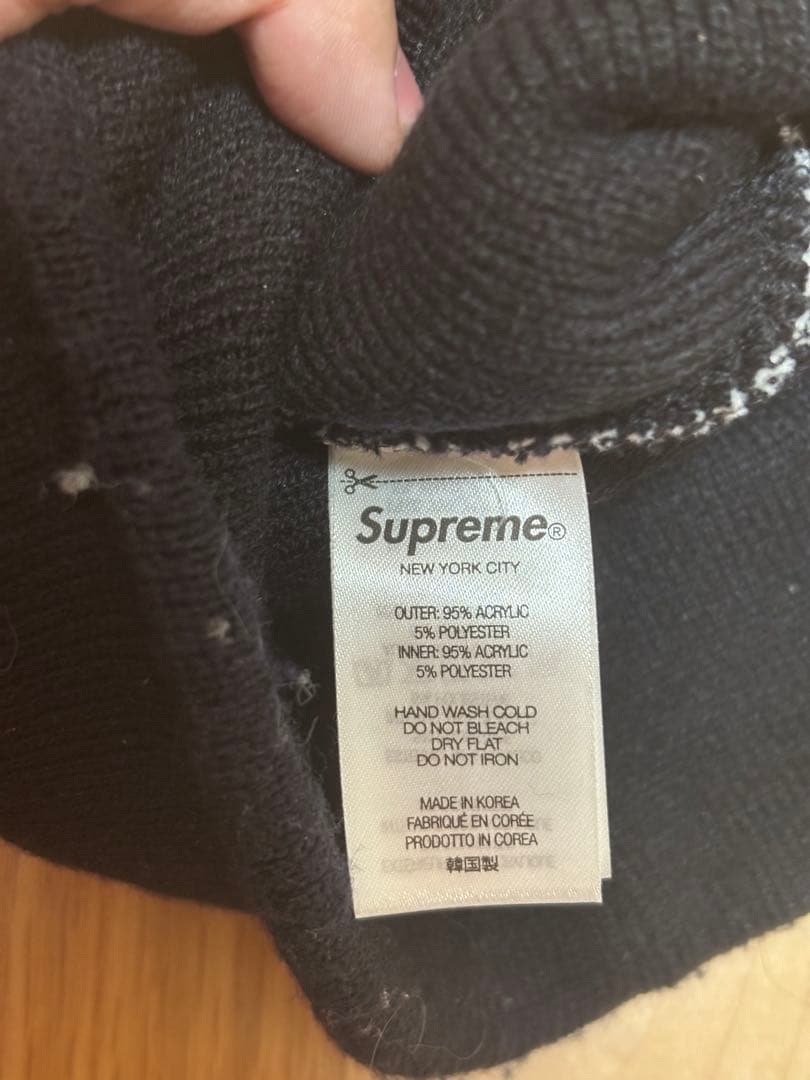 Supreme®
NEW YORK CITY
OUTER: 95% ACRYLIC
5% POLYESTER
INNER: 95% ACRYLIC
5% POLYESTER
HAND WASH COLD
DO NOT BLEACH
DRY FLAT
DO NOT IRON
MADE IN KOREA
FABRIQUÉ EN CORÉE
PRODOTTO IN COREA
韓国製